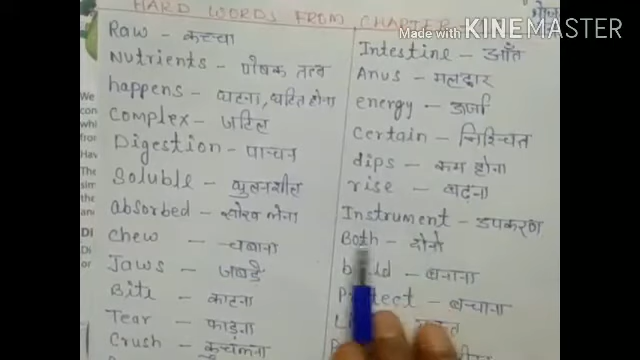 HARD WORDS FROM CHARTER
Made with KINEMASTER
Raw - कच्चा
Nutrients - पोषक तत्व
happens - घटना, घटित होना
Complex - जटिल
Digestion - पाचन
Soluble - घुलनशील
absorbed - सोख लेना
Chew - चबाना
Jaws - जबड़े
Bite - काटना
Tear - फाड़ना
Crush - कुचलना
Intestine - आँत
Anus - मलद्वार
energy - ऊर्जा
Certain - निश्चित
dips - कम होना
rise - बढ़ना
Instrument - उपकरण
Both - दोनों
build - बनाना
Protect - बचाना